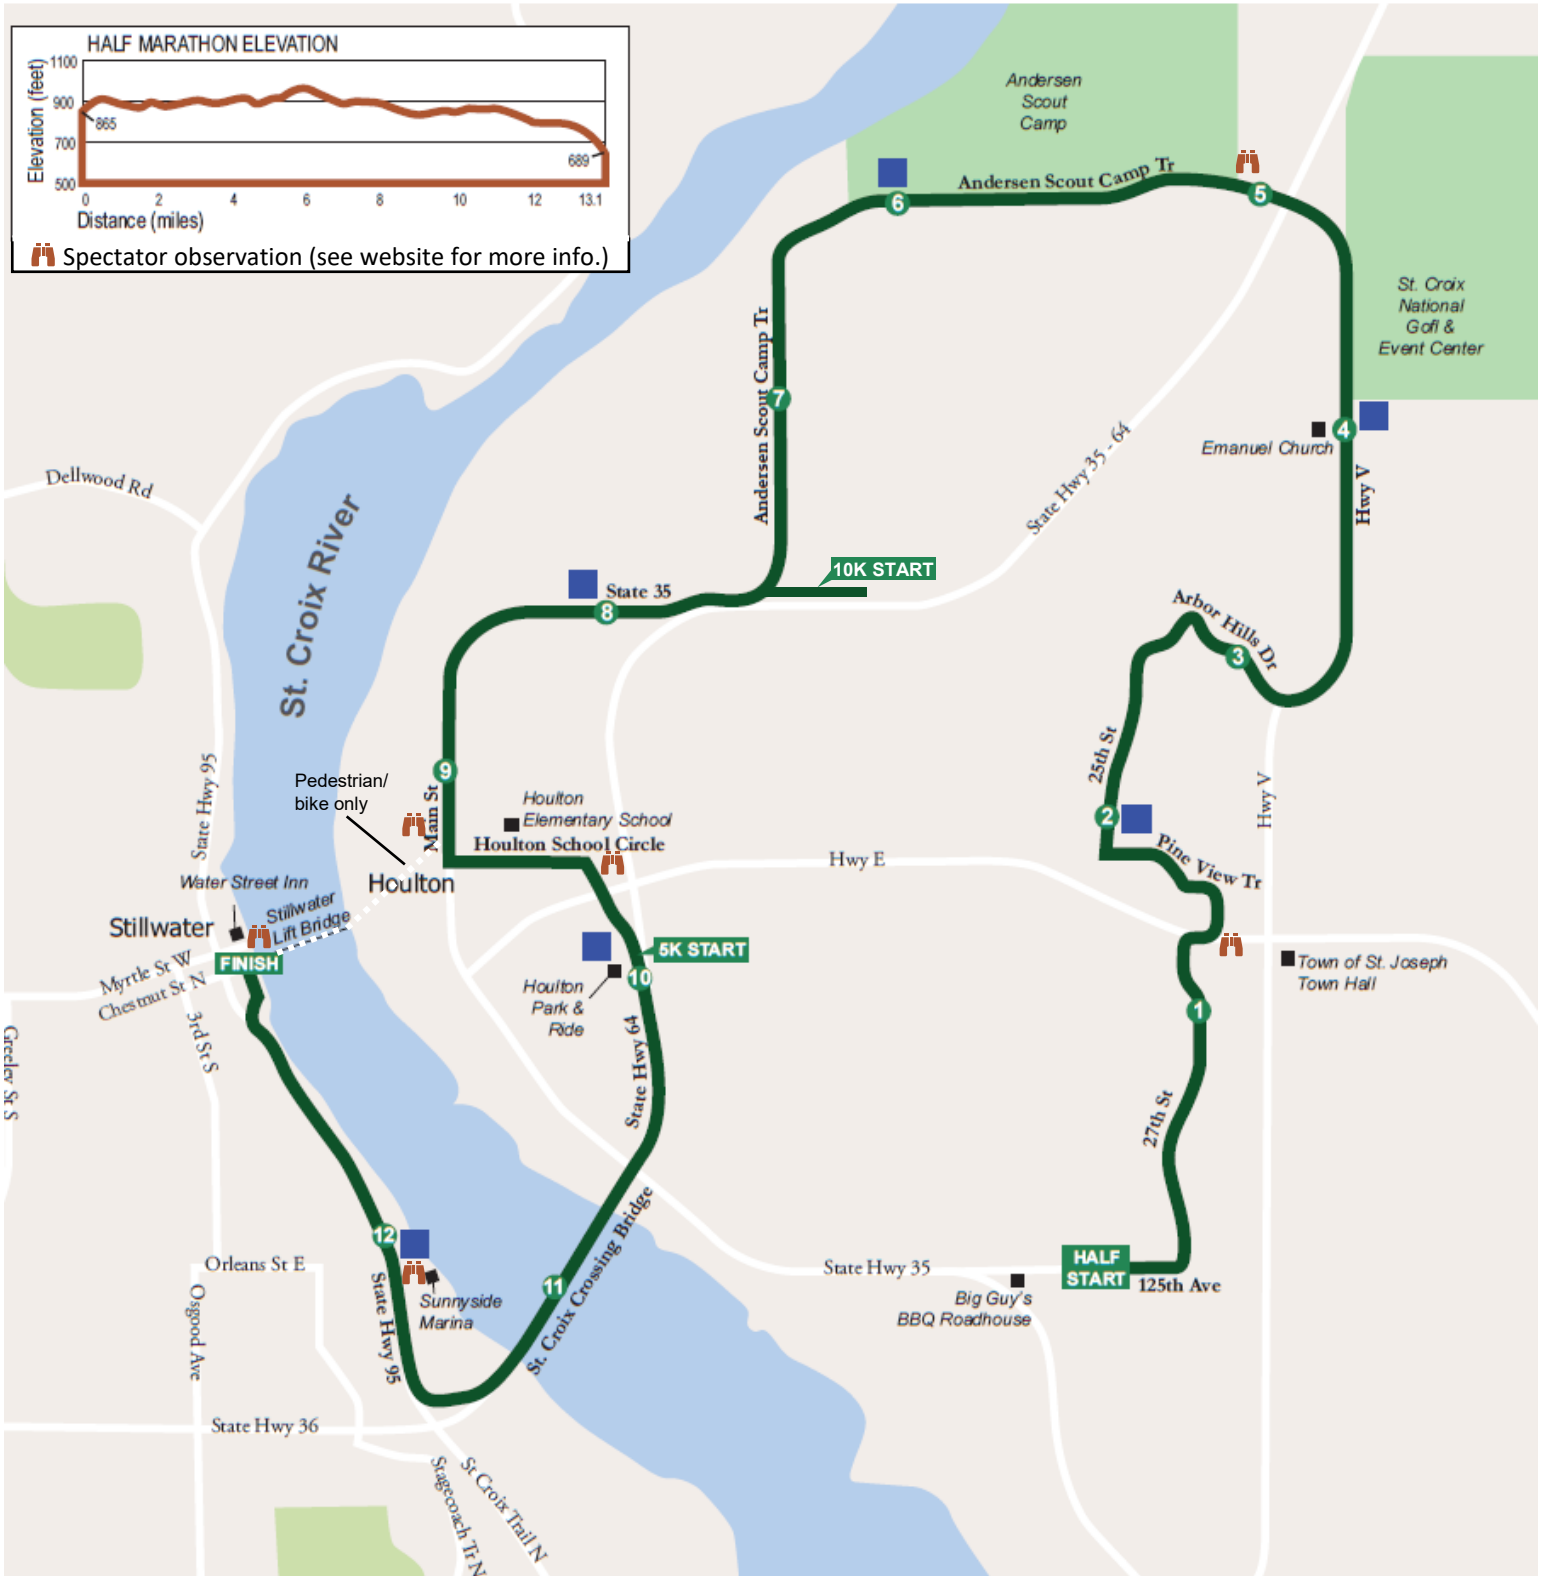 HALF MARATHON ELEVATION
Elevation (feet)
1100
900
700
500
865
689
0 2 4 6 8 10 12 13.1
Distance (miles)
Spectator observation (see website for more info.)
Andersen
Scout
Camp
Andersen Scout Camp Tr
5
6
St. Croix
National
Gofl &
Event Center
Andersen Scout Camp Tr
7
State Hwy 35 - 64
Emanuel Church
4
Hwy V
Dellwood Rd
St. Croix River
10K START
State 35
8
Arbor Hills Dr
3
25th St
2
Pine View Tr
Hwy V
State Hwy 95
Pedestrian/
bike only
9
Main St
Houlton
Elementary School
Houlton School Circle
Houlton
Hwy E
Water Street Inn
Stillwater
Stillwater
Lift Bridge
FINISH
Myrtle St W
Chestnut St N
3rd St S
Greeley St S
5K START
10
Houlton
Park &
Ride
State Hwy 64
Town of St. Joseph
Town Hall
1
27th St
HALF
START
125th Ave
State Hwy 35
Big Guy's
BBQ Roadhouse
St. Croix Crossing Bridge
11
12
Sunnyside
Marina
State Hwy 95
Orleans St E
Osgood Ave
State Hwy 36
Stagecoach Tr N
St Croix Trail N